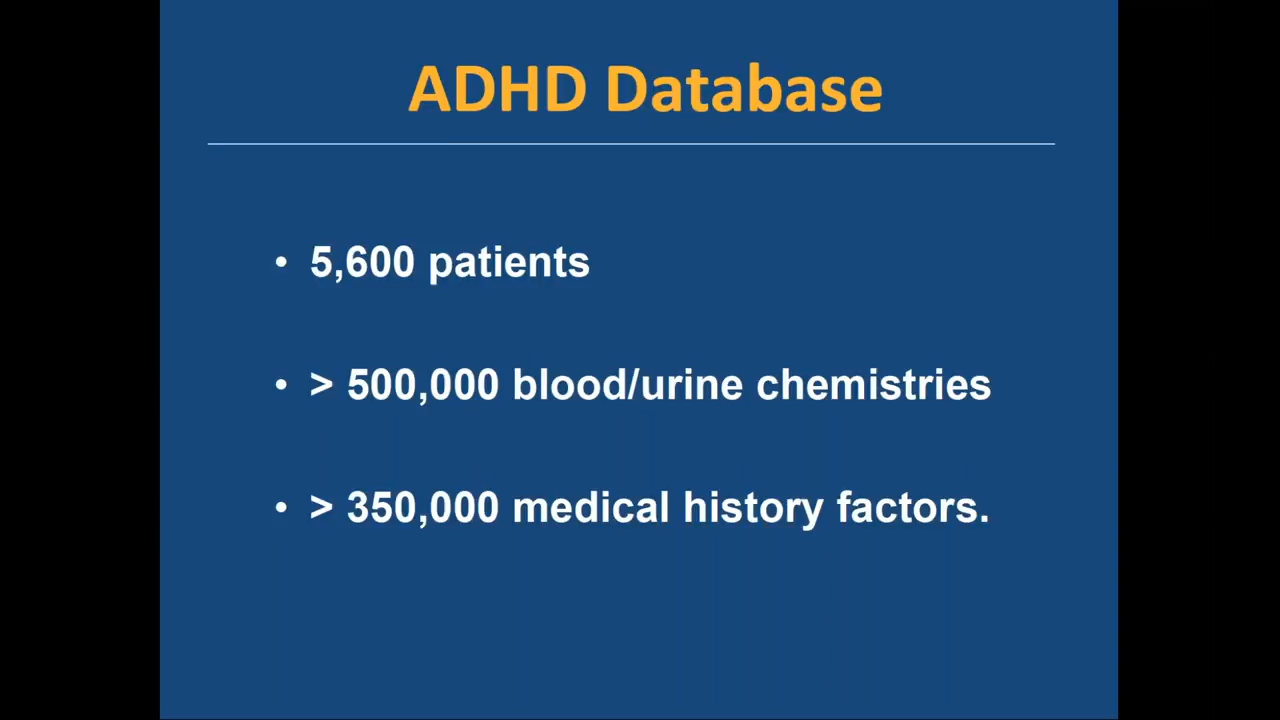 ADHD Database
• 5,600 patients
• > 500,000 blood/urine chemistries
• > 350,000 medical history factors.